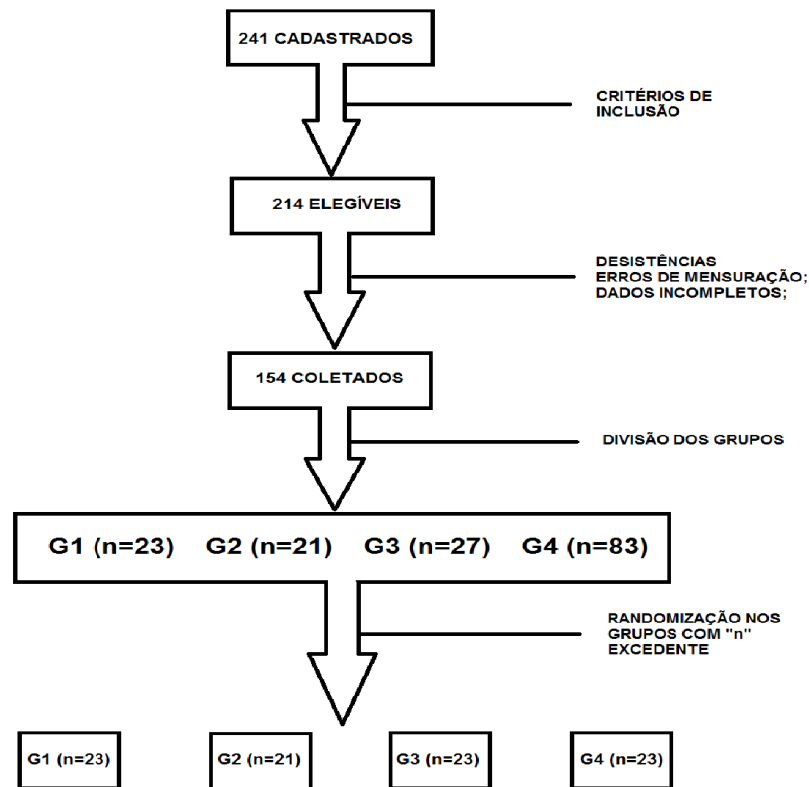 241 CADASTRADOS
CRITÉRIOS DE
INCLUSÃO
214 ELEGÍVEIS
DESISTÊNCIAS
ERROS DE MENSURAÇÃO;
DADOS INCOMPLETOS;
154 COLETADOS
DIVISÃO DOS GRUPOS
G1 (n=23) G2 (n=21) G3 (n=27) G4 (n=83)
RANDOMIZAÇÃO NOS
GRUPOS COM "n"
EXCEDENTE
G1 (n=23) G2 (n=21) G3 (n=23) G4 (n=23)